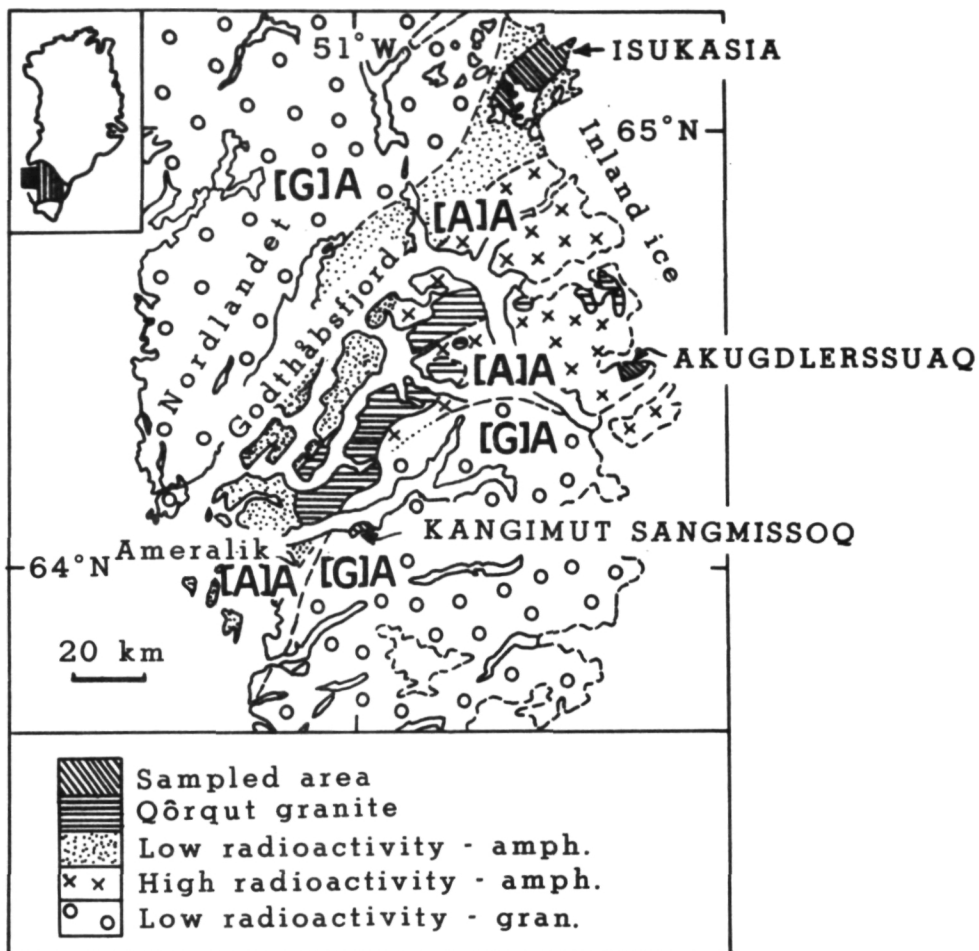 51°W
ISUKASIA
65°N
Inland ice
[G]A
[A]A
Nordlandet
Godthåbsfjord
AKUGDLERSSUAQ
[A]A
[G]A
KANGIMUT SANGMISSOQ
Ameralik
64°N
[A]A [G]A
20 km
Sampled area
Qôrqut granite
Low radioactivity - amph.
High radioactivity - amph.
Low radioactivity - gran.